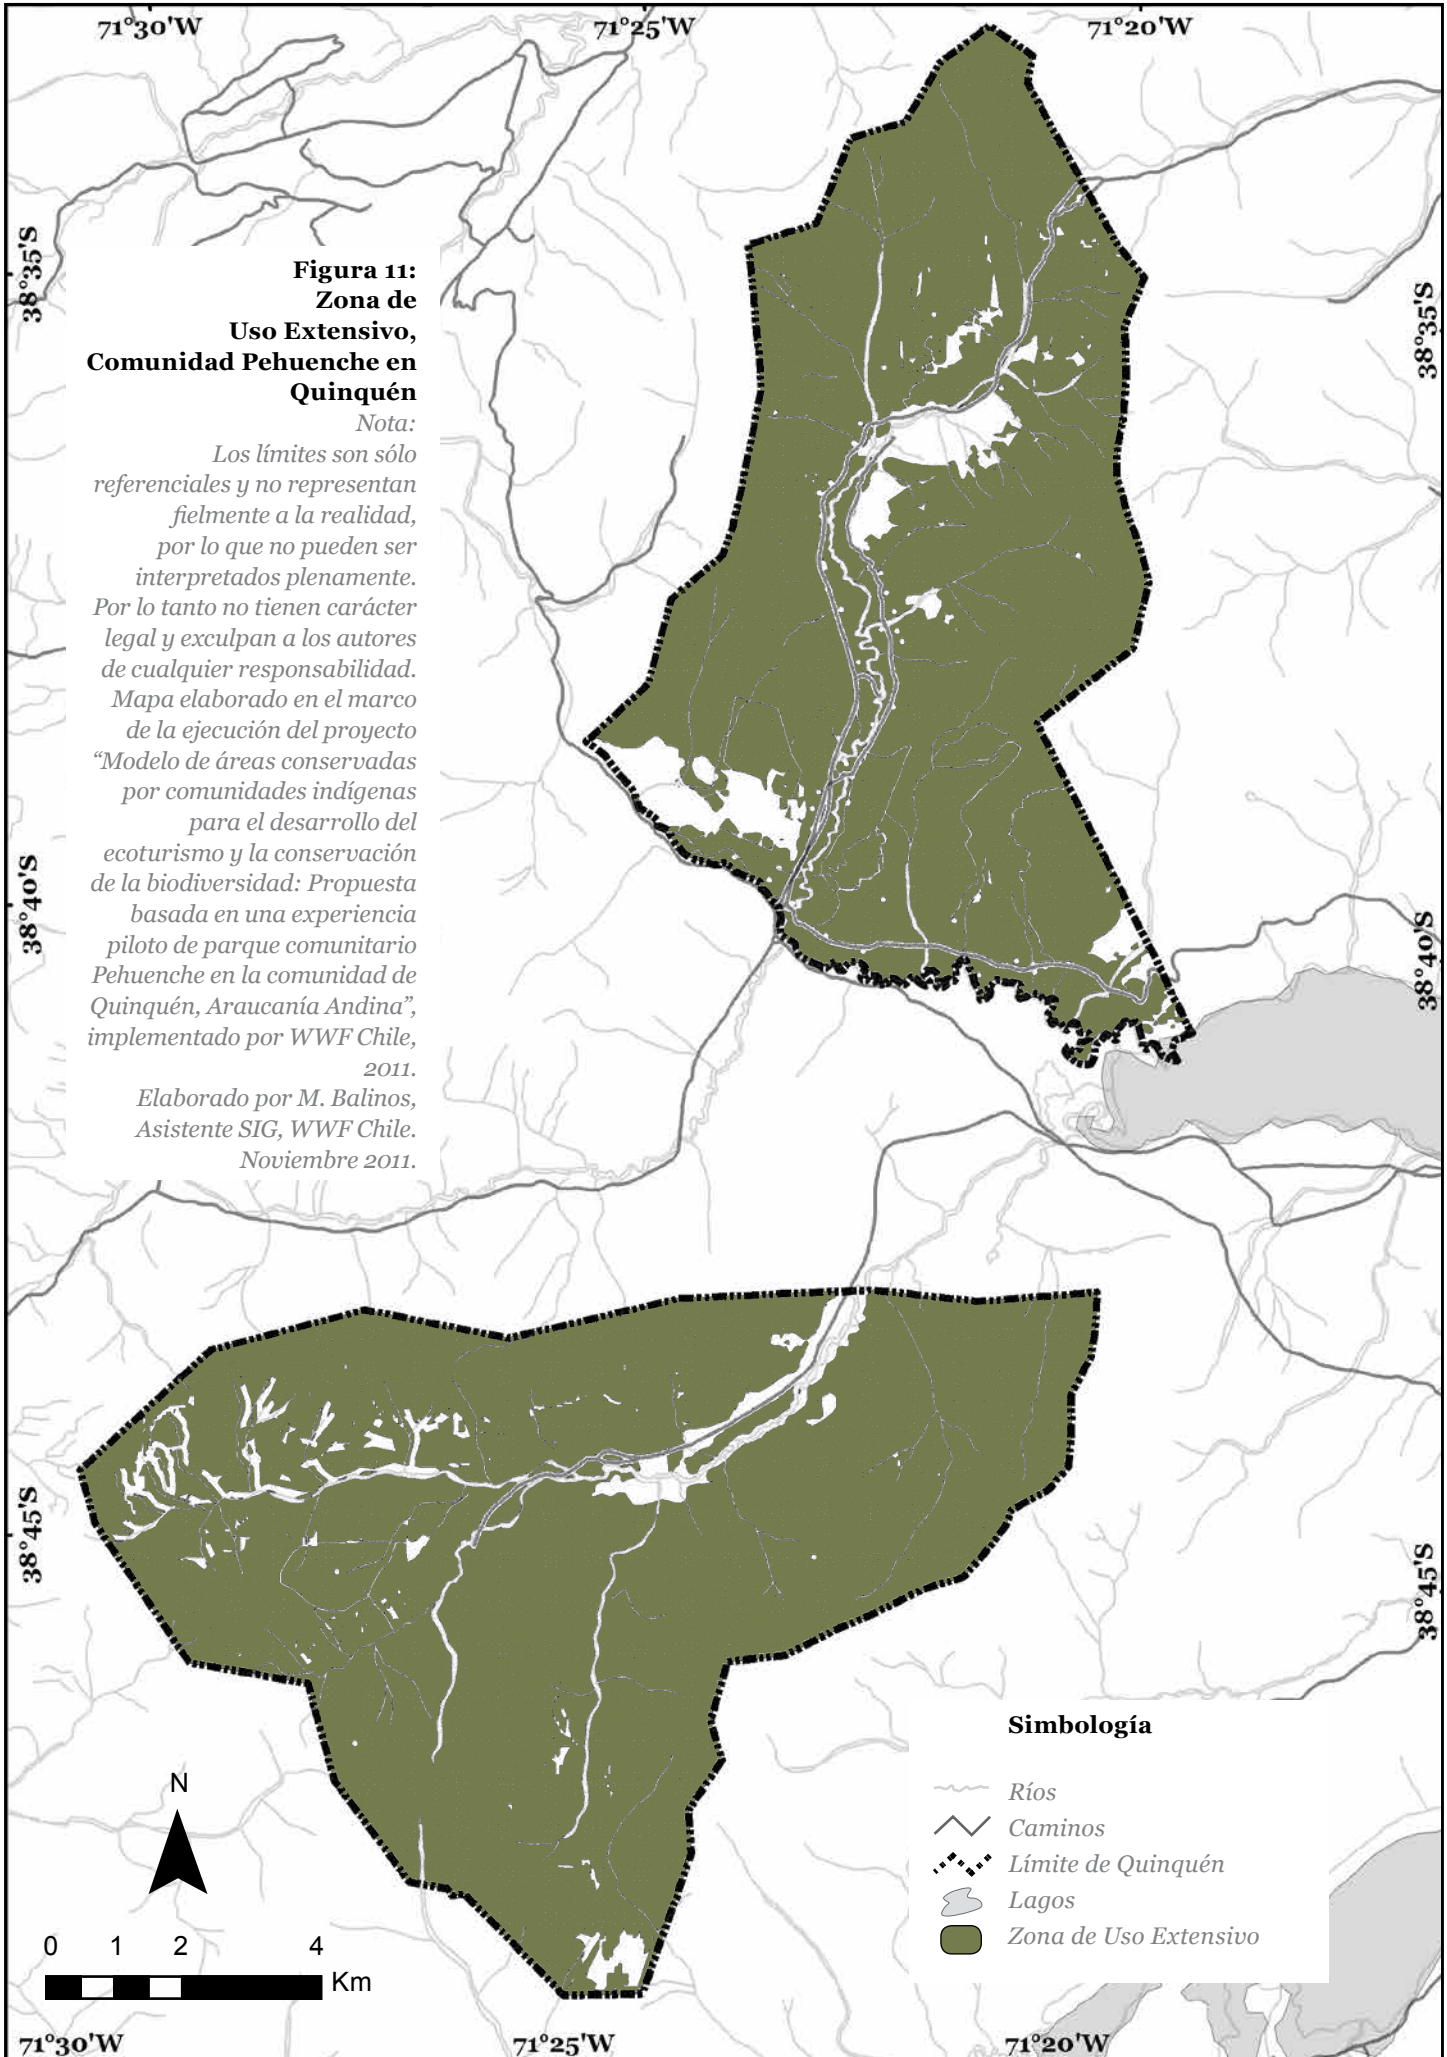 71°30'W
71°25'W
71°20'W
38°35'S
38°35'S
Figura 11:
Zona de
Uso Extensivo,
Comunidad Pehuenche en
Quinquén
Nota:
Los límites son sólo
referenciales y no representan
fielmente a la realidad,
por lo que no pueden ser
interpretados plenamente.
Por lo tanto no tienen carácter
legal y exculpan a los autores
de cualquier responsabilidad.
Mapa elaborado en el marco
de la ejecución del proyecto
“Modelo de áreas conservadas
por comunidades indígenas
para el desarrollo del
ecoturismo y la conservación
de la biodiversidad: Propuesta
basada en una experiencia
piloto de parque comunitario
Pehuenche en la comunidad de
Quinquén, Araucanía Andina”,
implementado por WWF Chile,
2011.
Elaborado por M. Balinos,
Asistente SIG, WWF Chile.
Noviembre 2011.
38°40'S
38°40'S
38°45'S
38°45'S
Simbología
Ríos
Caminos
Límite de Quinquén
Lagos
Zona de Uso Extensivo
N
0 1 2 4
Km
71°30'W
71°25'W
71°20'W